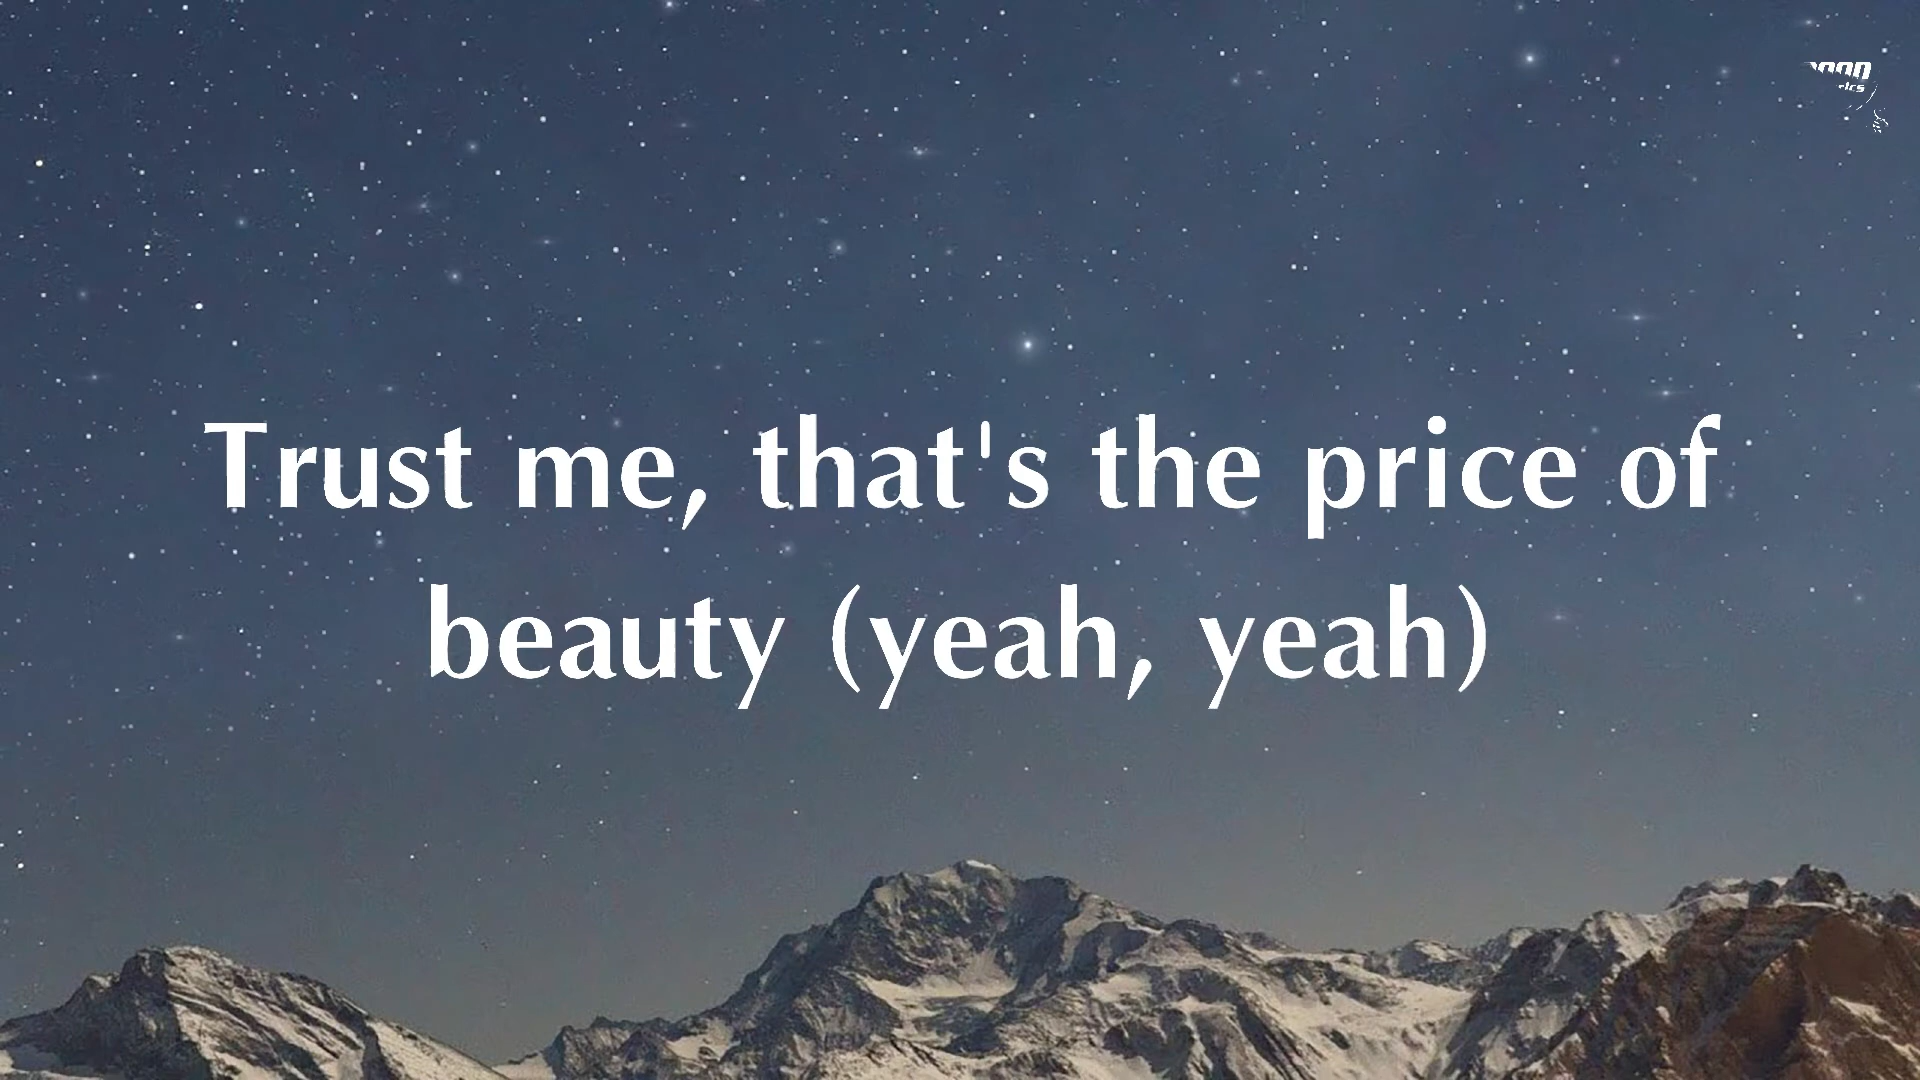 Trust me, that's the price of
beauty (yeah, yeah)